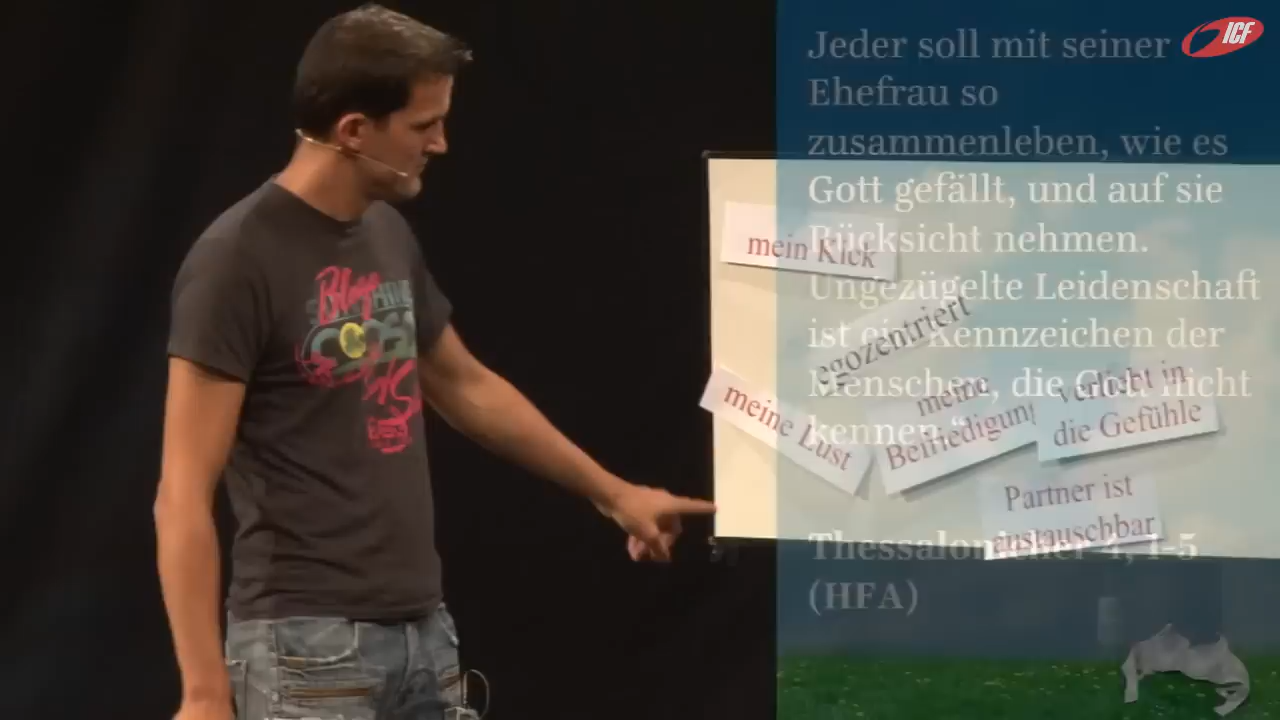 ICF
Jeder soll mit seiner
Ehefrau so
zusammenleben, wie es
Gott gefällt, und auf sie
Rücksicht nehmen.
Ungezügelte Leidenschaft
ist ein Kennzeichen der
Menschen, die Gott nicht
kennen.“
Thessalonicher 4, 1-5
(HFA)
mein Kick
egozentriert
meine Lust
meine
Befriedigung
verliebt in
die Gefühle
Partner ist
austauschbar